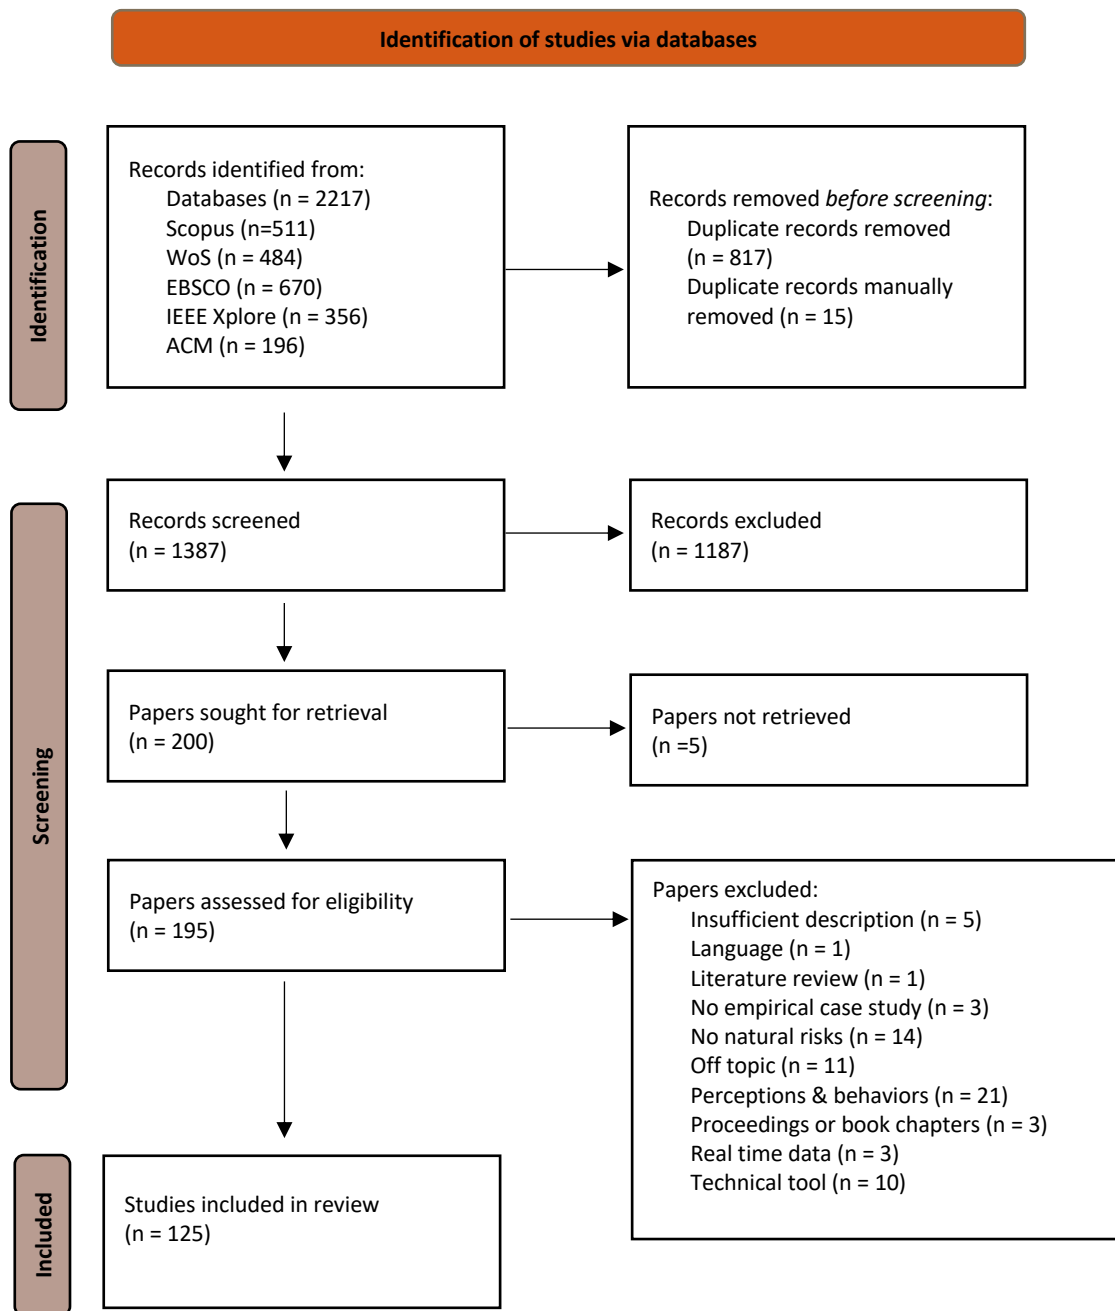 Identification of studies via databases
Identification
Records identified from:
Databases (n = 2217)
Scopus (n=511)
WoS (n = 484)
EBSCO (n = 670)
IEEE Xplore (n = 356)
ACM (n = 196)
Records removed before screening:
Duplicate records removed
(n = 817)
Duplicate records manually
removed (n = 15)
Screening
Records screened
(n = 1387)
Records excluded
(n = 1187)
Papers sought for retrieval
(n = 200)
Papers not retrieved
(n =5)
Papers assessed for eligibility
(n = 195)
Papers excluded:
Insufficient description (n = 5)
Language (n = 1)
Literature review (n = 1)
No empirical case study (n = 3)
No natural risks (n = 14)
Off topic (n = 11)
Perceptions & behaviors (n = 21)
Proceedings or book chapters (n = 3)
Real time data (n = 3)
Technical tool (n = 10)
Included
Studies included in review
(n = 125)